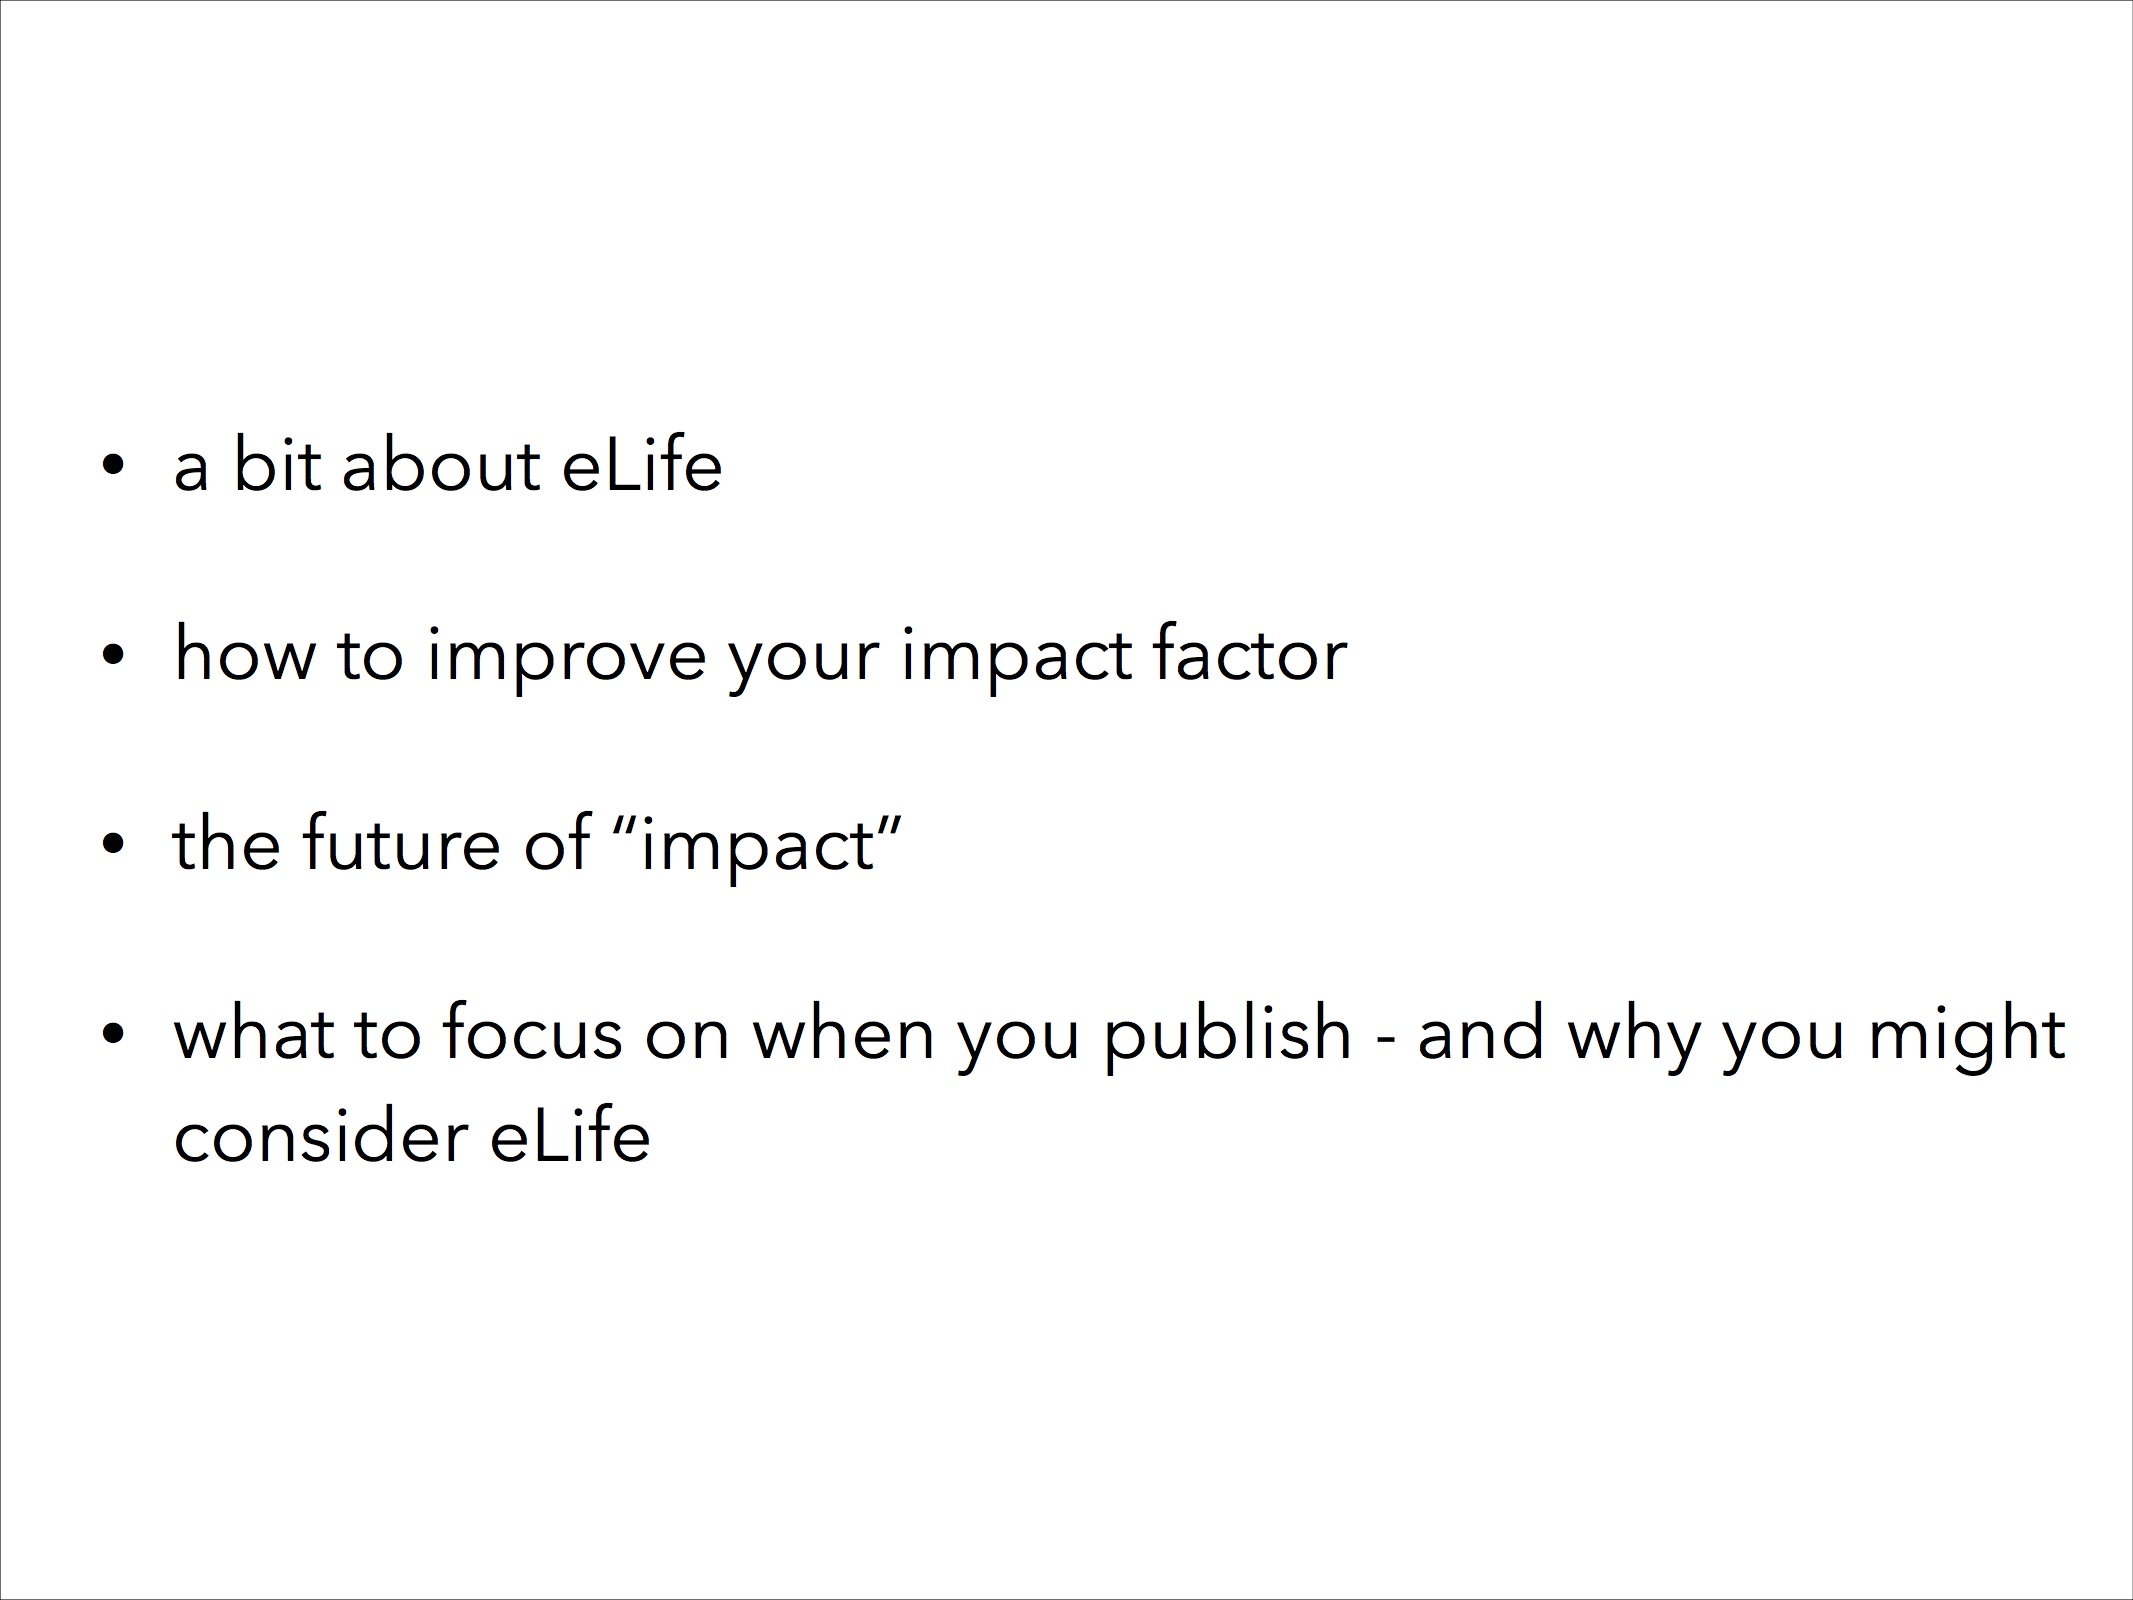 • a bit about eLife
• how to improve your impact factor
• the future of “impact”
• what to focus on when you publish - and why you might
consider eLife